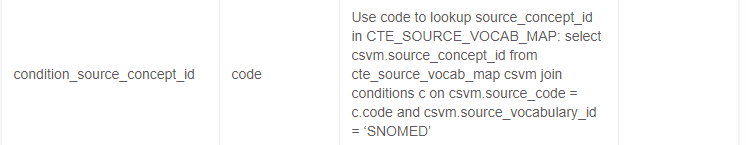 Use code to lookup source_concept_id
in CTE_SOURCE_VOCAB_MAP: select
csvm.source_concept_id from
condition_source_concept_id code cte_source_vocab_map csvm join
conditions c on csvm.source_code =
c.code and csvm.source_vocabulary_id
= ‘SNOMED’